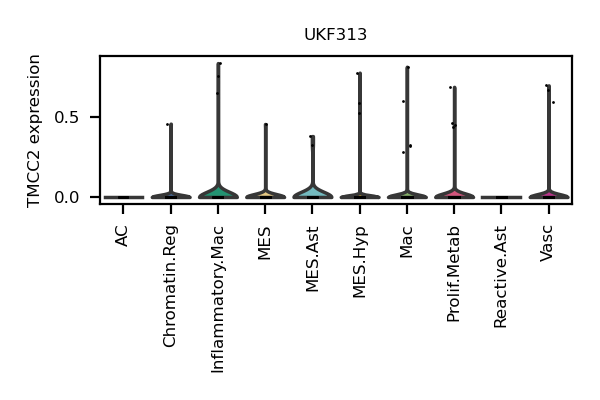 UKF313
TMCC2 expression
0.5
0.0
AC
Chromatin.Reg
Inflammatory.Mac
MES
MES.Ast
MES.Hyp
Mac
Prolif.Metab
Reactive.Ast
Vasc